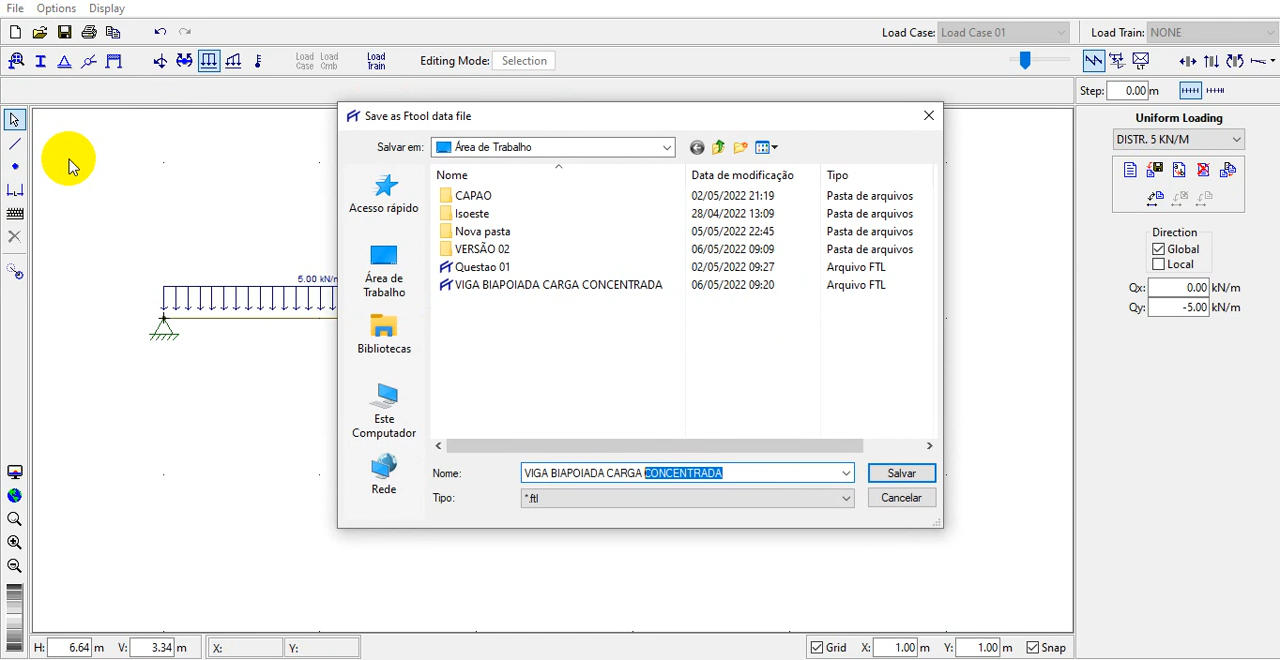 File Options Display
Load Case: Load Case 01 Load Train: NONE
Load Case Load Cmb Load Train Editing Mode: Selection
Step: 0.00 m
Save as Ftool data file
Salvar em: Área de Trabalho
Nome Data de modificação Tipo
CAPAO 02/05/2022 21:19 Pasta de arquivos
Isoeste 28/04/2022 13:09 Pasta de arquivos
Nova pasta 05/05/2022 22:45 Pasta de arquivos
VERSÃO 02 06/05/2022 09:09 Pasta de arquivos
Questao 01 02/05/2022 09:27 Arquivo FTL
VIGA BIAPOIADA CARGA CONCENTRADA 06/05/2022 09:20 Arquivo FTL
Acesso rápido
Área de Trabalho
Bibliotecas
Este Computador
Rede
Nome: VIGA BIAPOIADA CARGA CONCENTRADA Salvar
Tipo: *.ftl Cancelar
5.00 kN/m
Uniform Loading
DISTR. 5 KN/M
Direction
Global
Local
Qx: 0.00 kN/m
Qy: -5.00 kN/m
H: 6.64 m V: 3.34 m X: Y: Grid X: 1.00 m Y: 1.00 m Snap